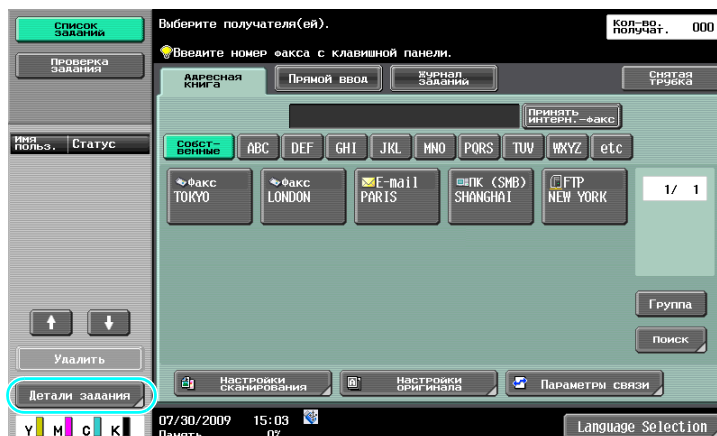 Список заданий
Проверка задания
Имя польз. Статус
Удалить
Детали задания
Y M C K
Выберите получателя(ей).
Кол-во. получат. 000
Введите номер факса с клавишной панели.
Адресная книга
Прямой ввод
Журнал заданий
Снятая трубка
Принять интерн.-факс
Собст-венные ABC DEF GHI JKL MNO PQRS TUV WXYZ etc
Факс TOKYO
Факс LONDON
E-mail PARIS
ПК (SMB) SHANGHAI
FTP NEW YORK
1/ 1
Группа
Поиск
Настройки сканирования
Настройки оригинала
Параметры связи
07/30/2009 15:03
Память 0%
Language Selection